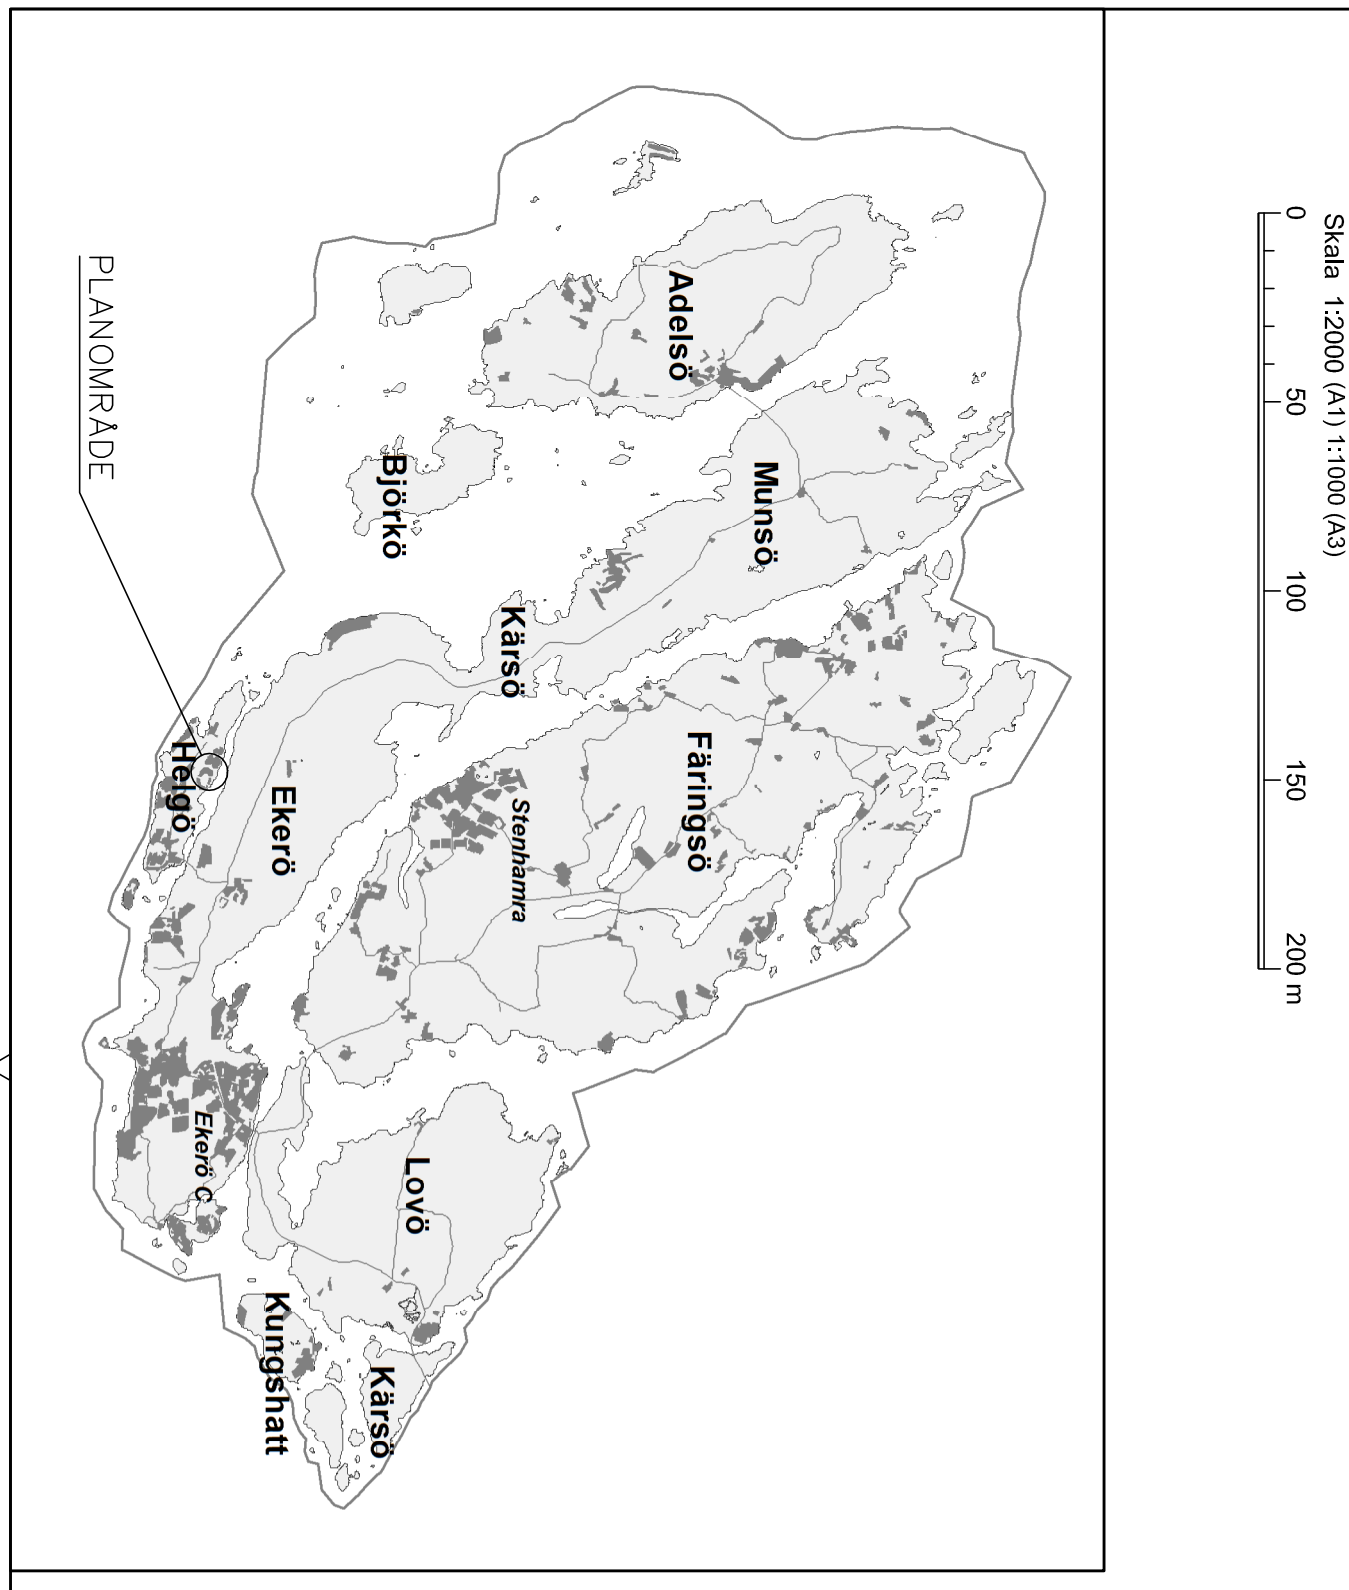 Skala 1:2000 (A1) 1:1000 (A3)
0 50 100 150 200 m
Munsö
Färingsö
Adelsö
Kärsö
Stenhamra
Björkö
Lovö
Kärsö
Ekerö
Kungshatt
Helgö
Ekerö C
PLANOMRÅDE